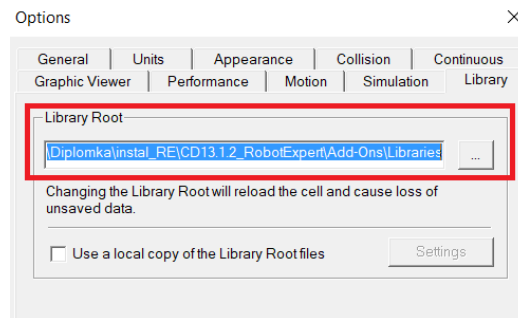 Options
General Units Appearance Collision Continuous
Graphic Viewer Performance Motion Simulation Library
Library Root
\Diplomka\instal_RE\CD13.1.2_RobotExpert\Add-Ons\Libraries
...
Changing the Library Root will reload the cell and cause loss of
unsaved data.
Use a local copy of the Library Root files
Settings